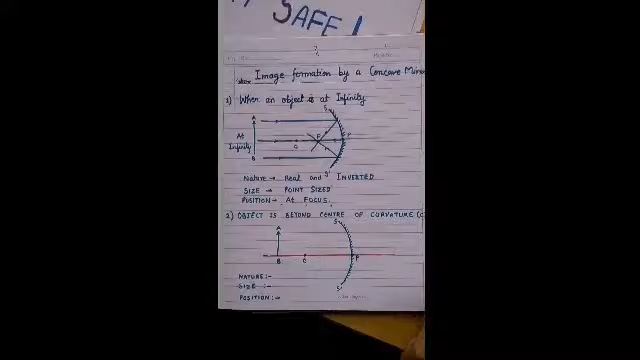 SAFE!
Image formation by a Concave Mirror
1) When an object is at Infinity
S
A
At
Infinity
C
F
P
B
S'
Nature → Real and Inverted
Size → Point Sized
Position → At Focus.
2) Object is beyond Centre of Curvature (C
S
A
B
C
P
S'
Nature :-
Size :-
Position :-